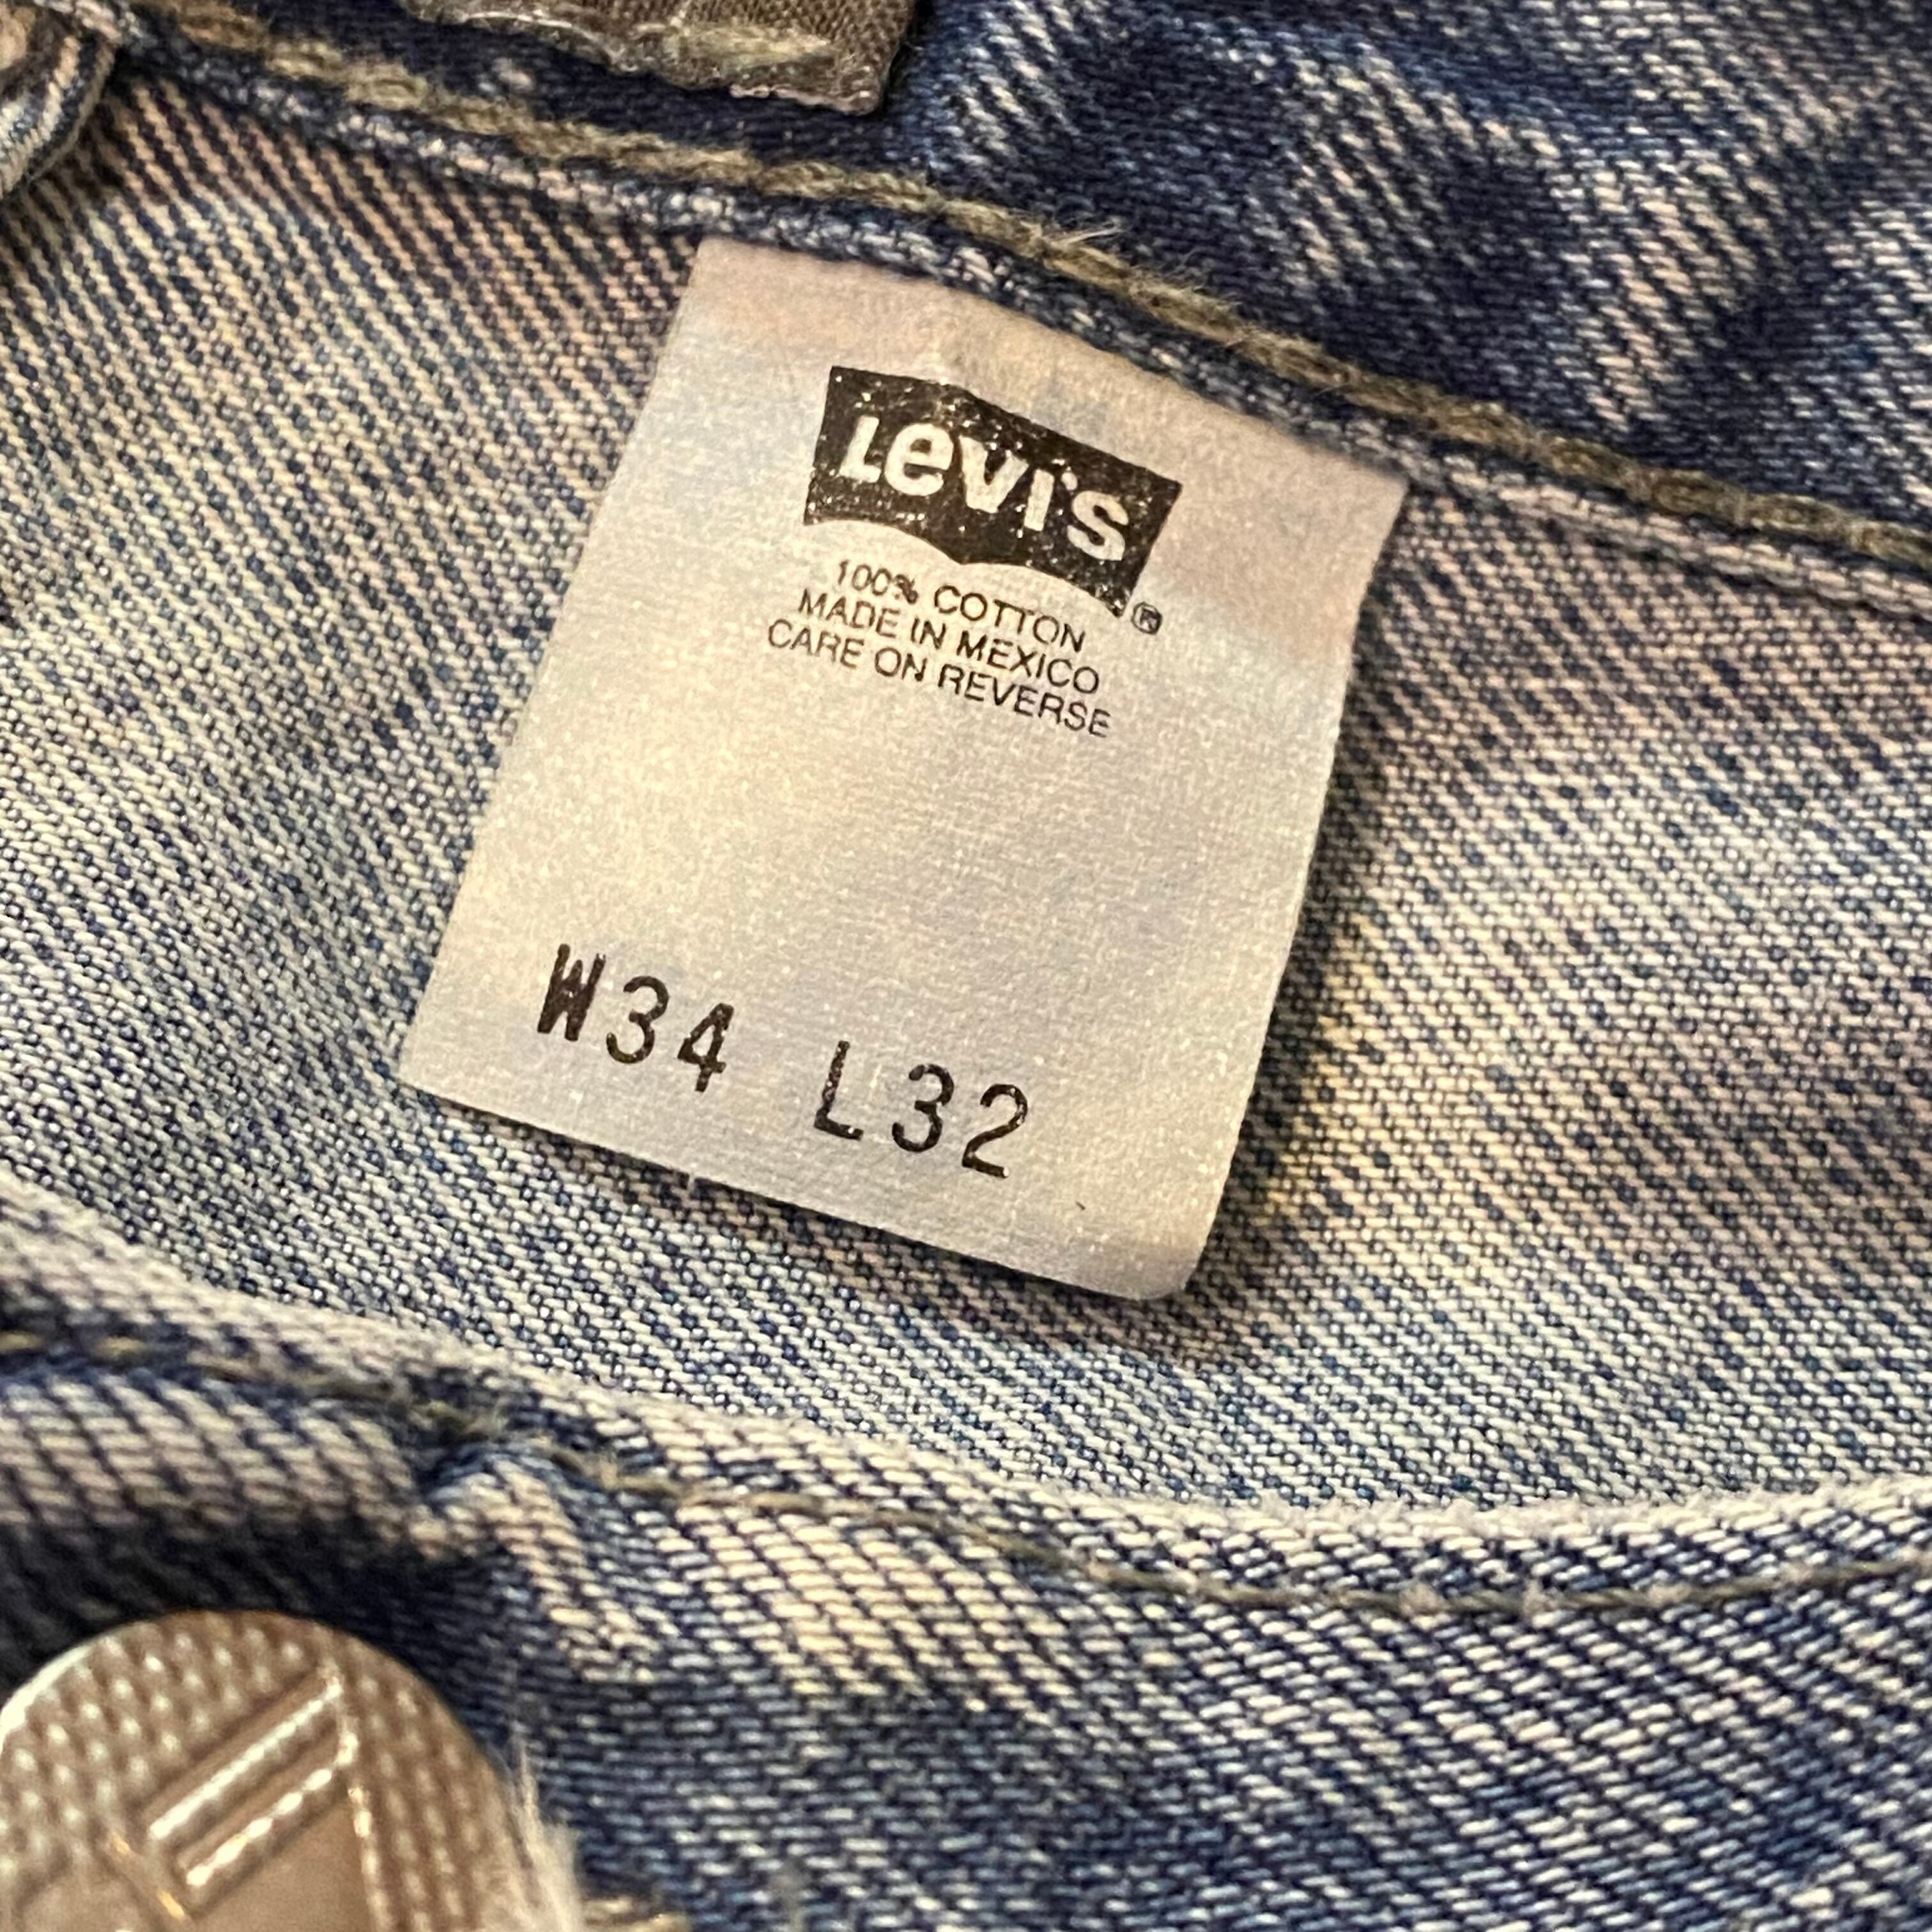 Levi's ®
100% COTTON
MADE IN MEXICO
CARE ON REVERSE
W34 L32